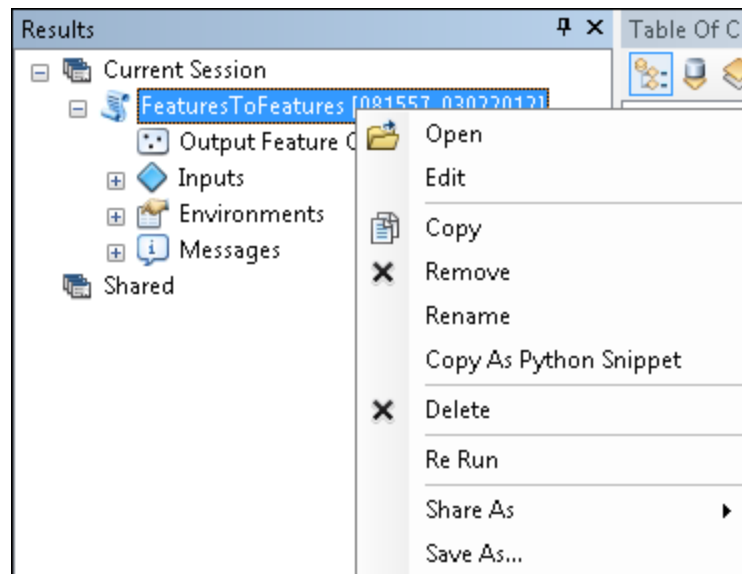 Results
Table Of C
Current Session
FeaturesToFeatures [081557_03022012]
Output Feature C
Open
Inputs
Edit
Environments
Copy
Messages
Remove
Shared
Rename
Copy As Python Snippet
Delete
Re Run
Share As
Save As...